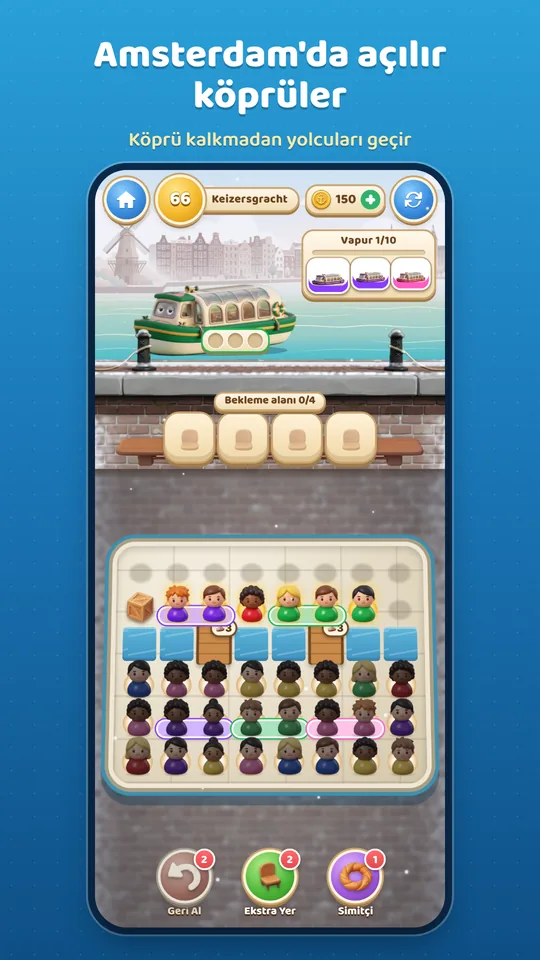 Amsterdam'da açılır
köprüler
Köprü kalkmadan yolcuları geçir
66
Keizersgracht
150
Vapur 1/10
Bekleme alanı 0/4
3
3
2
2
1
Geri Al
Ekstra Yer
Simitçi